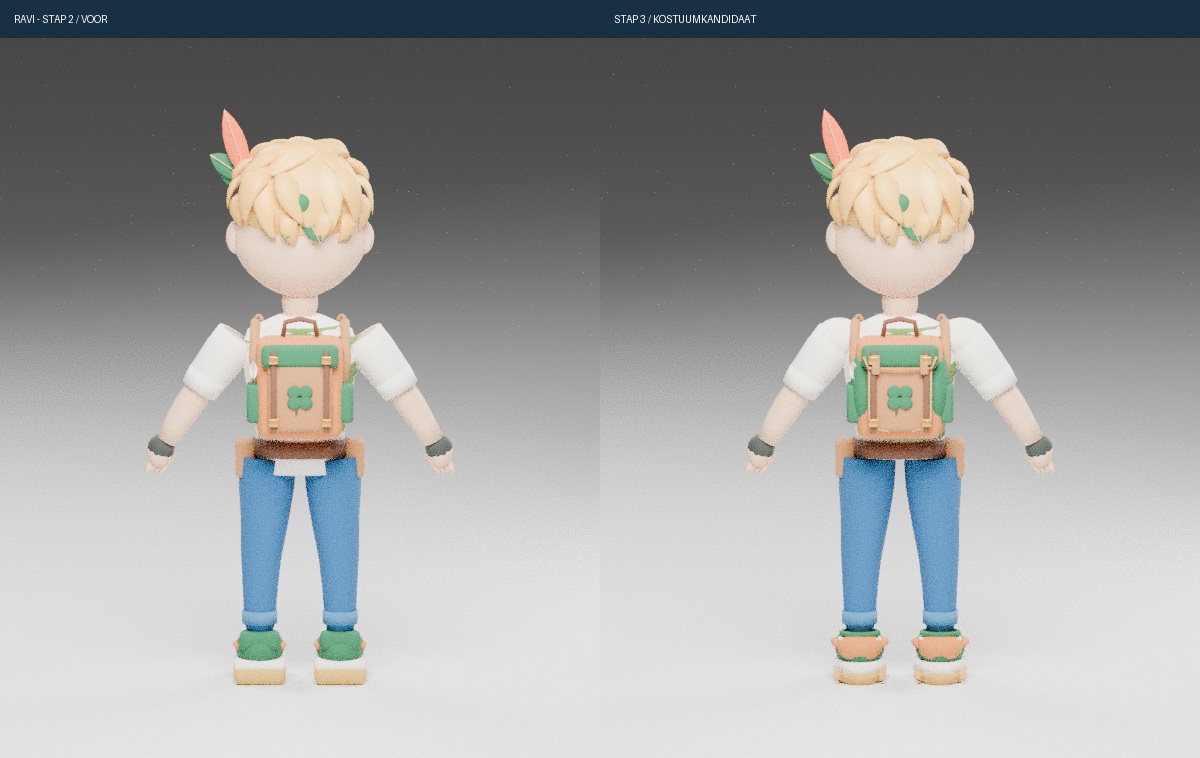 RAVI - STAP 2 / VOOR
STAP 3 / KOSTUUMKANDIDAAT